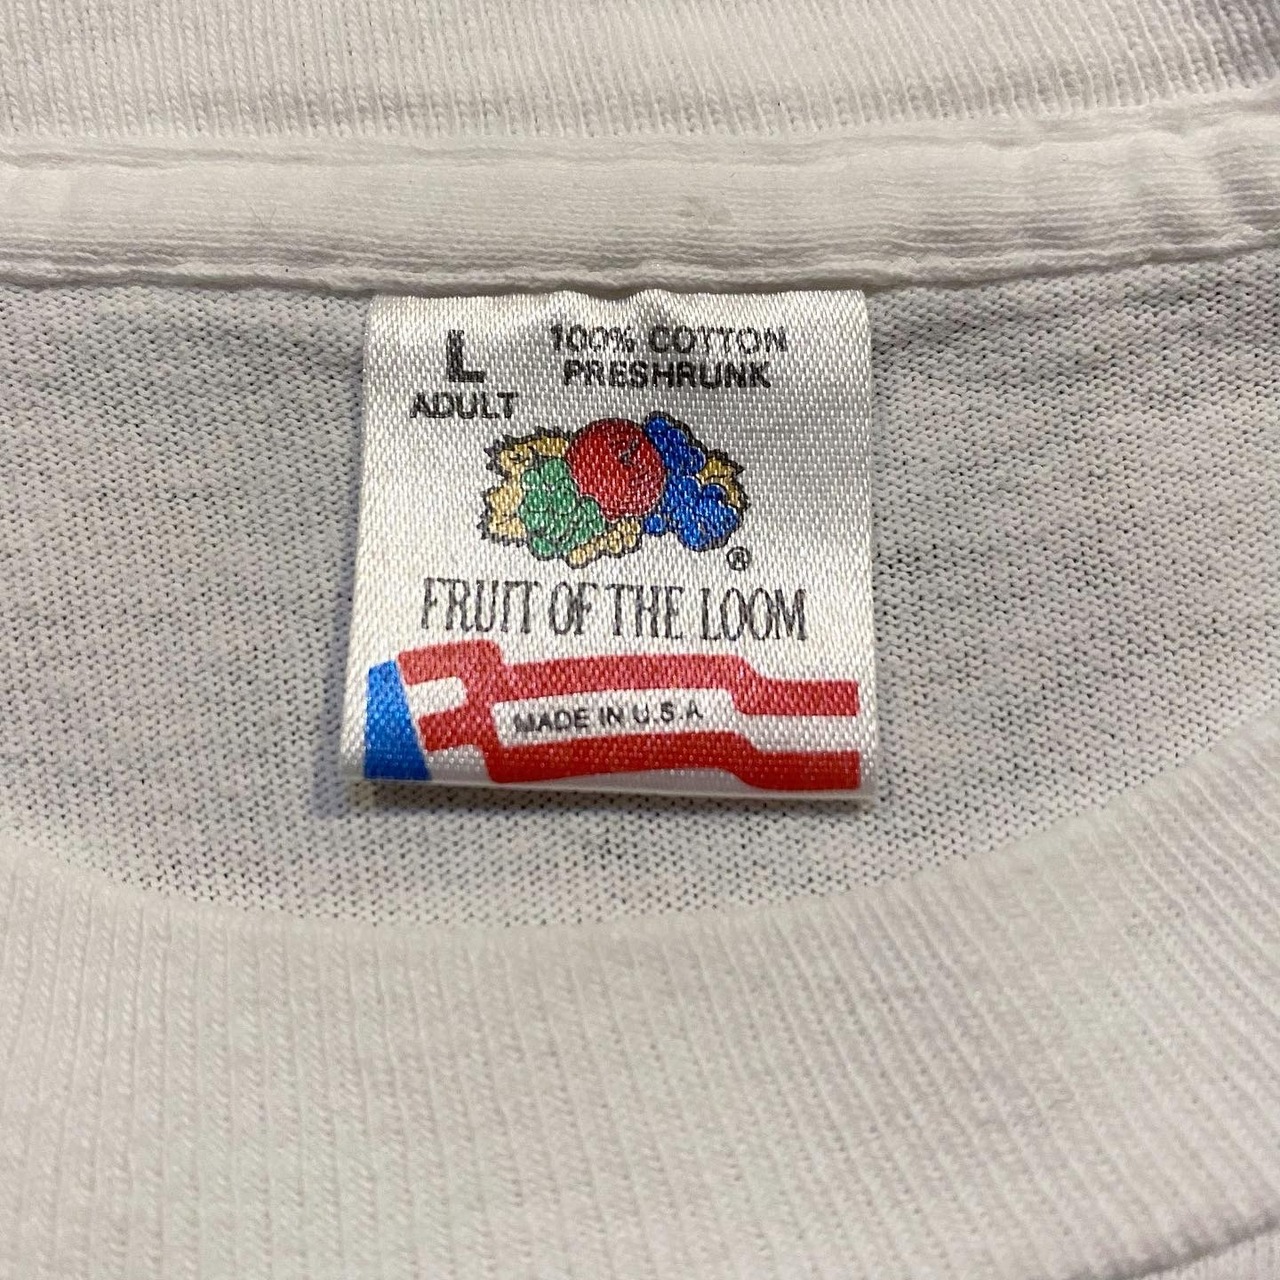 L
ADULT
100% COTTON
PRESHRUNK
®
FRUIT OF THE LOOM
MADE IN U.S.A